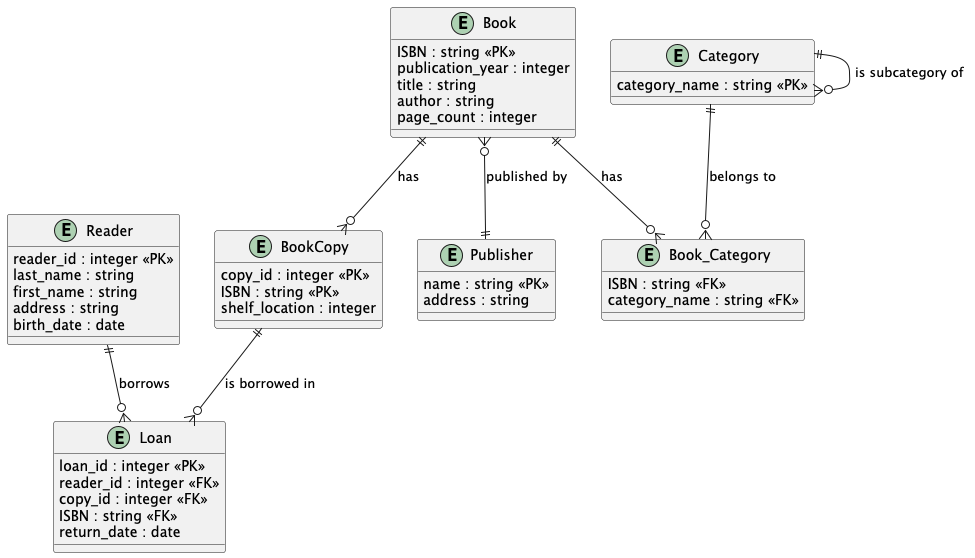 E Book
ISBN : string «PK»
publication_year : integer
title : string
author : string
page_count : integer
E Category
category_name : string «PK»
is subcategory of
has
published by
has
belongs to
E Reader
reader_id : integer «PK»
last_name : string
first_name : string
address : string
birth_date : date
E BookCopy
copy_id : integer «PK»
ISBN : string «PK»
shelf_location : integer
E Publisher
name : string «PK»
address : string
E Book_Category
ISBN : string «FK»
category_name : string «FK»
borrows
is borrowed in
E Loan
loan_id : integer «PK»
reader_id : integer «FK»
copy_id : integer «FK»
ISBN : string «FK»
return_date : date